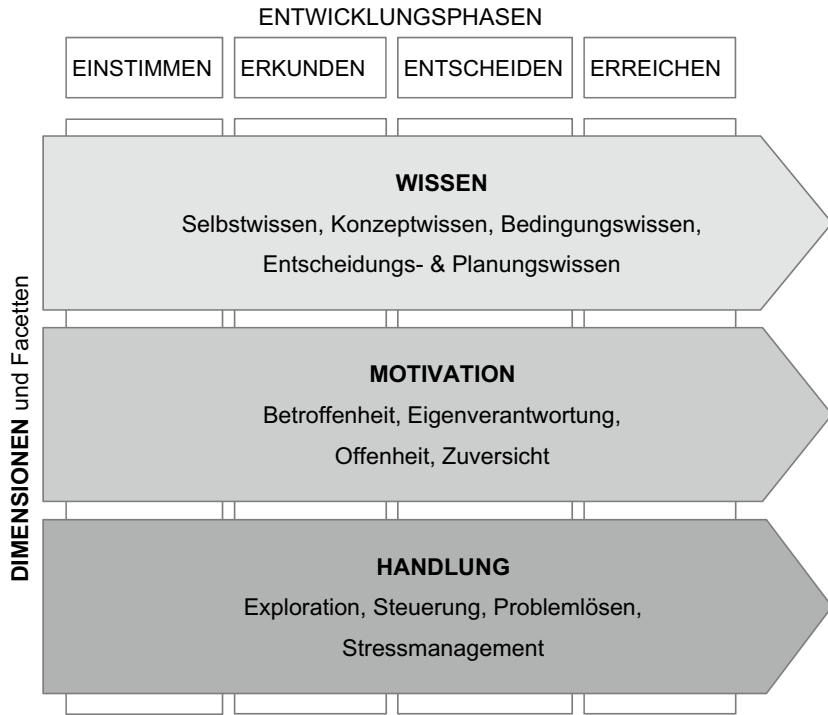 ENTWICKLUNGSPHASEN
EINSTIMMEN
ERKUNDEN
ENTSCHEIDEN
ERREICHEN
DIMENSIONEN und Facetten
WISSEN
Selbstwissen, Konzeptwissen, Bedingungswissen,
Entscheidungs- & Planungswissen
MOTIVATION
Betroffenheit, Eigenverantwortung,
Offenheit, Zuversicht
HANDLUNG
Exploration, Steuerung, Problemlösen,
Stressmanagement